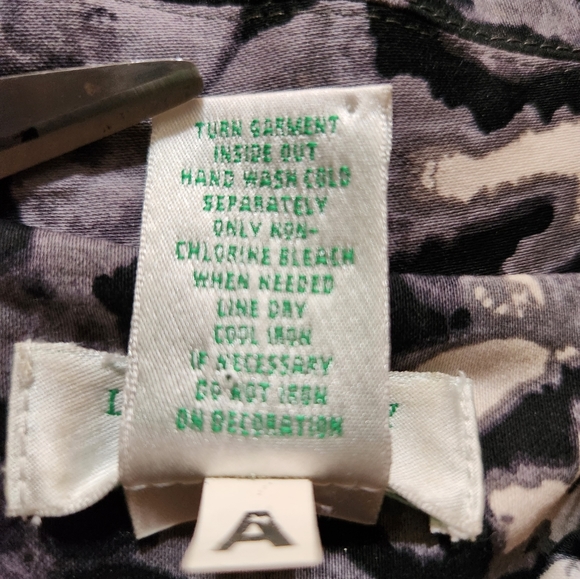 TURN GARMENT
INSIDE OUT
HAND WASH COLD
SEPARATELY
ONLY NON-
CHLORINE BLEACH
WHEN NEEDED
LINE DRY
COOL IRON
IF NECESSARY
DO NOT IRON
ON DECORATION
A